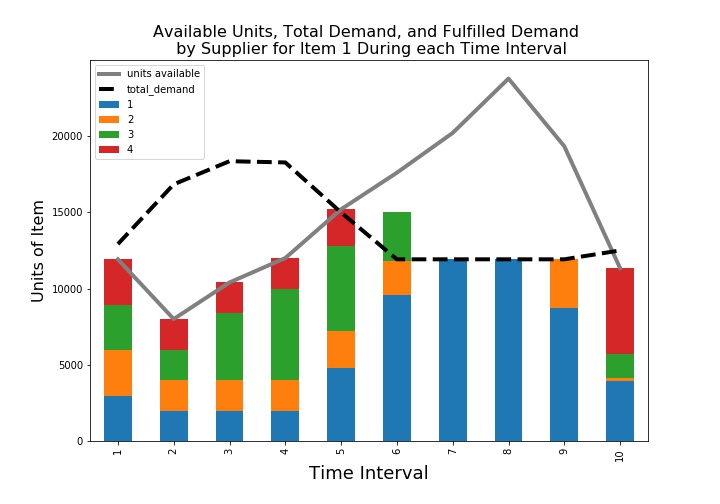 Available Units, Total Demand, and Fulfilled Demand
by Supplier for Item 1 During each Time Interval
units available
total_demand
1
2
3
4
20000
15000
10000
5000
0
Units of Item
1 2 3 4 5 6 7 8 9 10
Time Interval